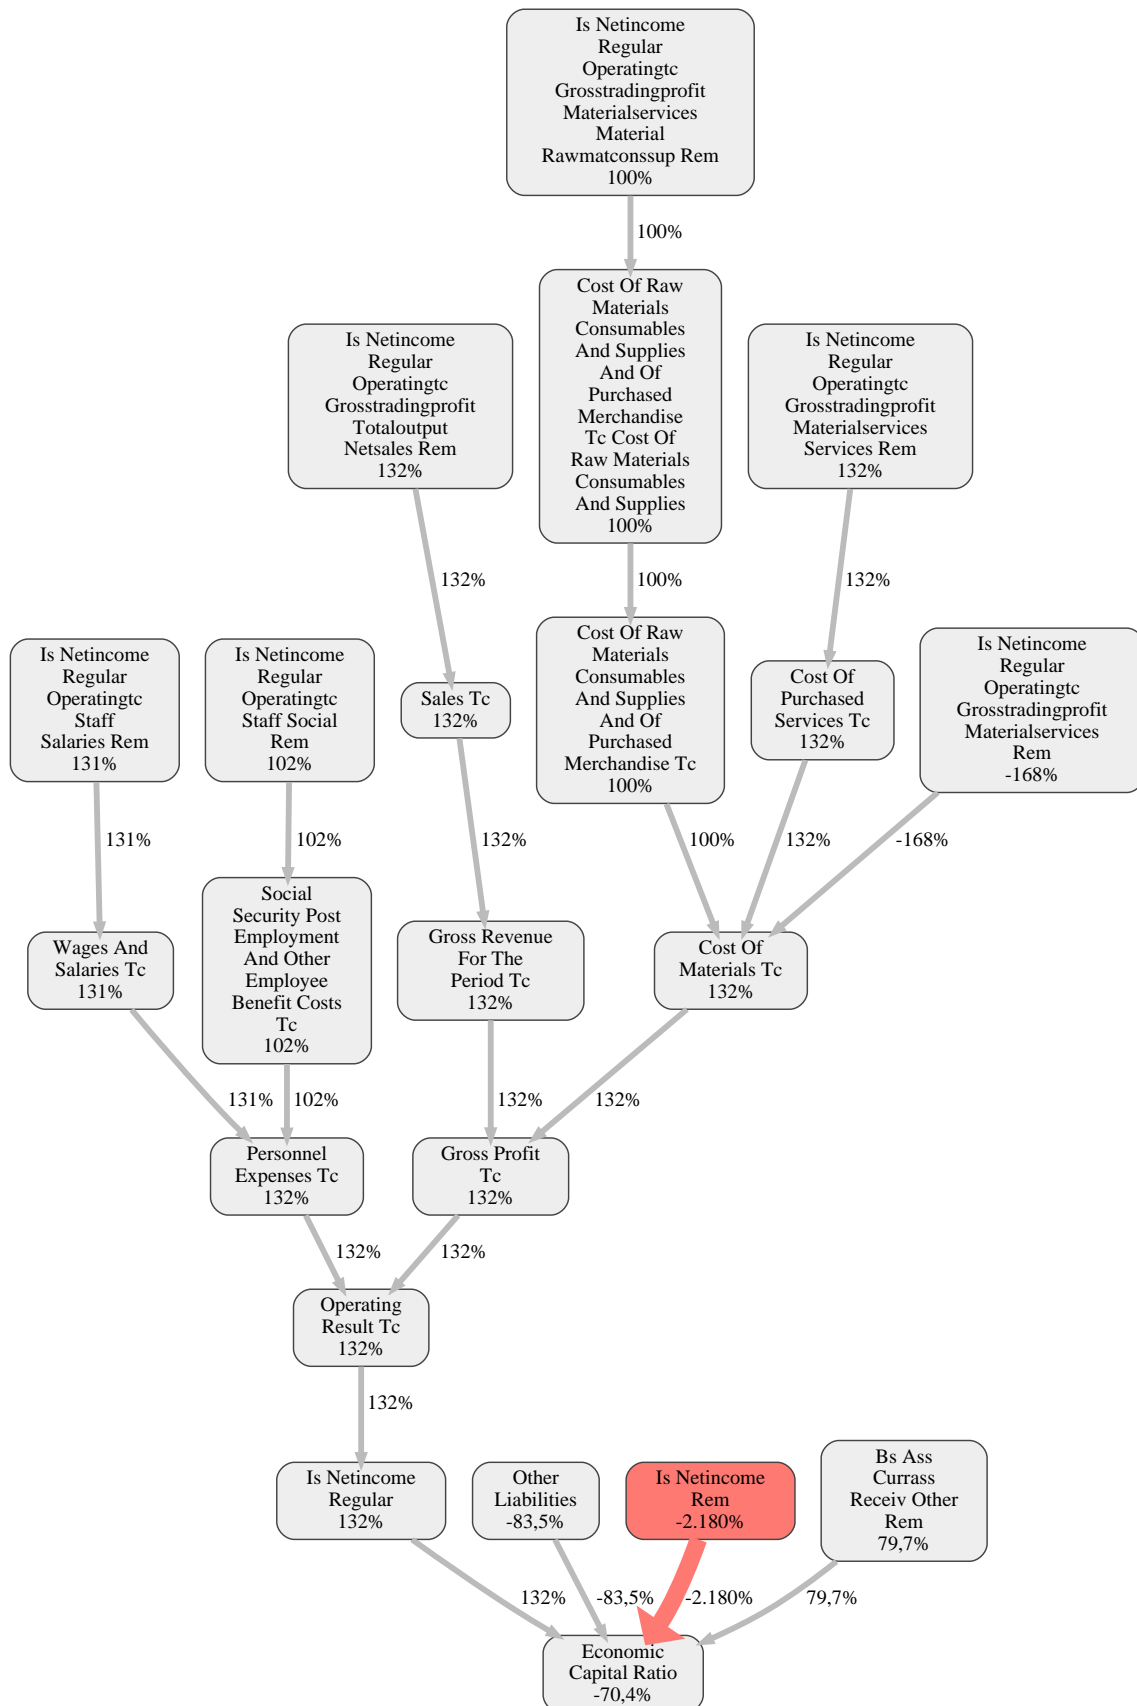 Is Netincome
Regular
Operatingtc
Grosstradingprofit
Materialservices
Material
Rawmatconssup Rem
100%
100%
Cost Of Raw
Materials
Consumables
And Supplies
And Of
Purchased
Merchandise
Tc Cost Of
Raw Materials
Consumables
And Supplies
100%
Is Netincome
Regular
Operatingtc
Grosstradingprofit
Totaloutput
Netsales Rem
132%
Is Netincome
Regular
Operatingtc
Grosstradingprofit
Materialservices
Services Rem
132%
132%
100%
132%
Is Netincome
Regular
Operatingtc
Staff
Salaries Rem
131%
Is Netincome
Regular
Operatingtc
Staff Social
Rem
102%
Sales Tc
132%
Cost Of Raw
Materials
Consumables
And Supplies
And Of
Purchased
Merchandise Tc
100%
Cost Of
Purchased
Services Tc
132%
Is Netincome
Regular
Operatingtc
Grosstradingprofit
Materialservices
Rem
-168%
131%
102%
132%
100%
132%
-168%
Wages And
Salaries Tc
131%
Social
Security Post
Employment
And Other
Employee
Benefit Costs
Tc
102%
Gross Revenue
For The
Period Tc
132%
Cost Of
Materials Tc
132%
131%
102%
132%
132%
Personnel
Expenses Tc
132%
Gross Profit
Tc
132%
132%
132%
Operating
Result Tc
132%
132%
Is Netincome
Regular
132%
Other
Liabilities
-83,5%
Is Netincome
Rem
-2.180%
Bs Ass
Currass
Receiv Other
Rem
79,7%
132%
-83,5%
-2.180%
79,7%
Economic
Capital Ratio
-70,4%